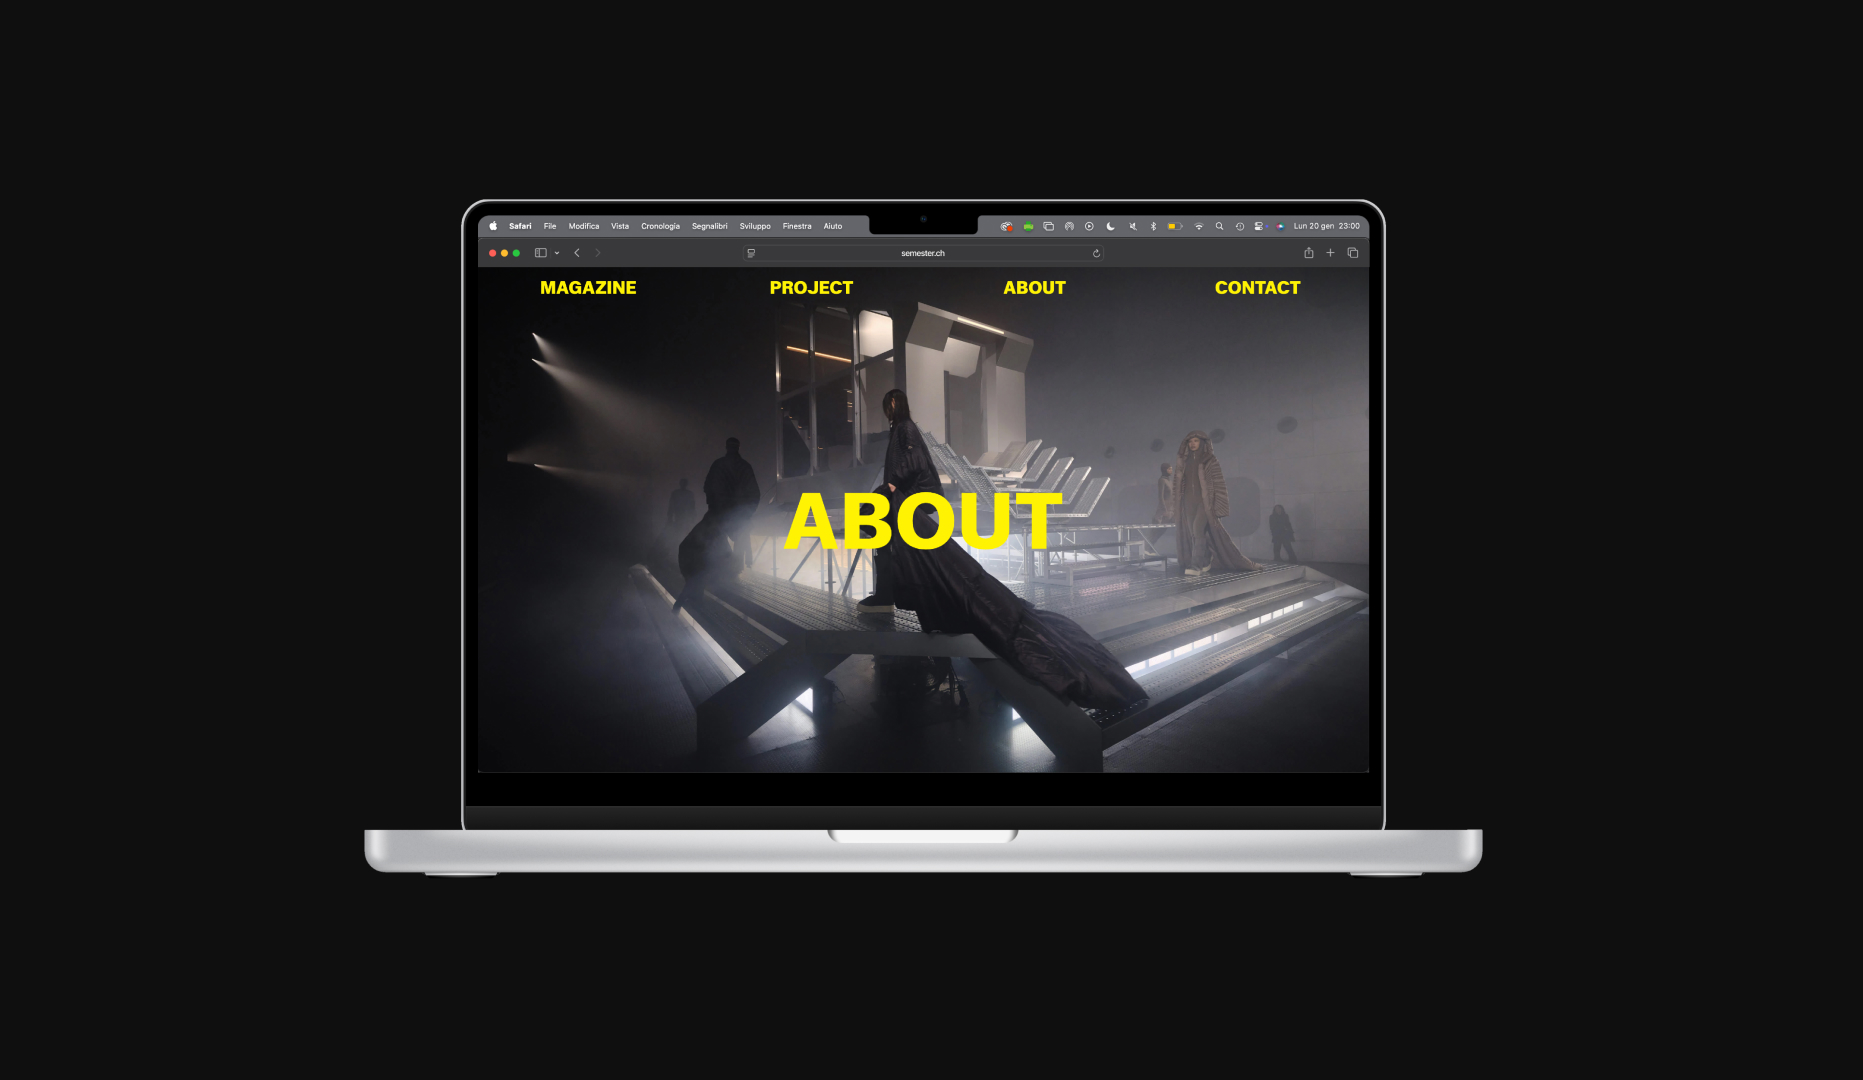 Safari File Modifica Vista Cronologia Segnalibri Sviluppo Finestra Aiuto Lun 20 gen 23:00
semester.ch
MAGAZINE PROJECT ABOUT CONTACT
ABOUT